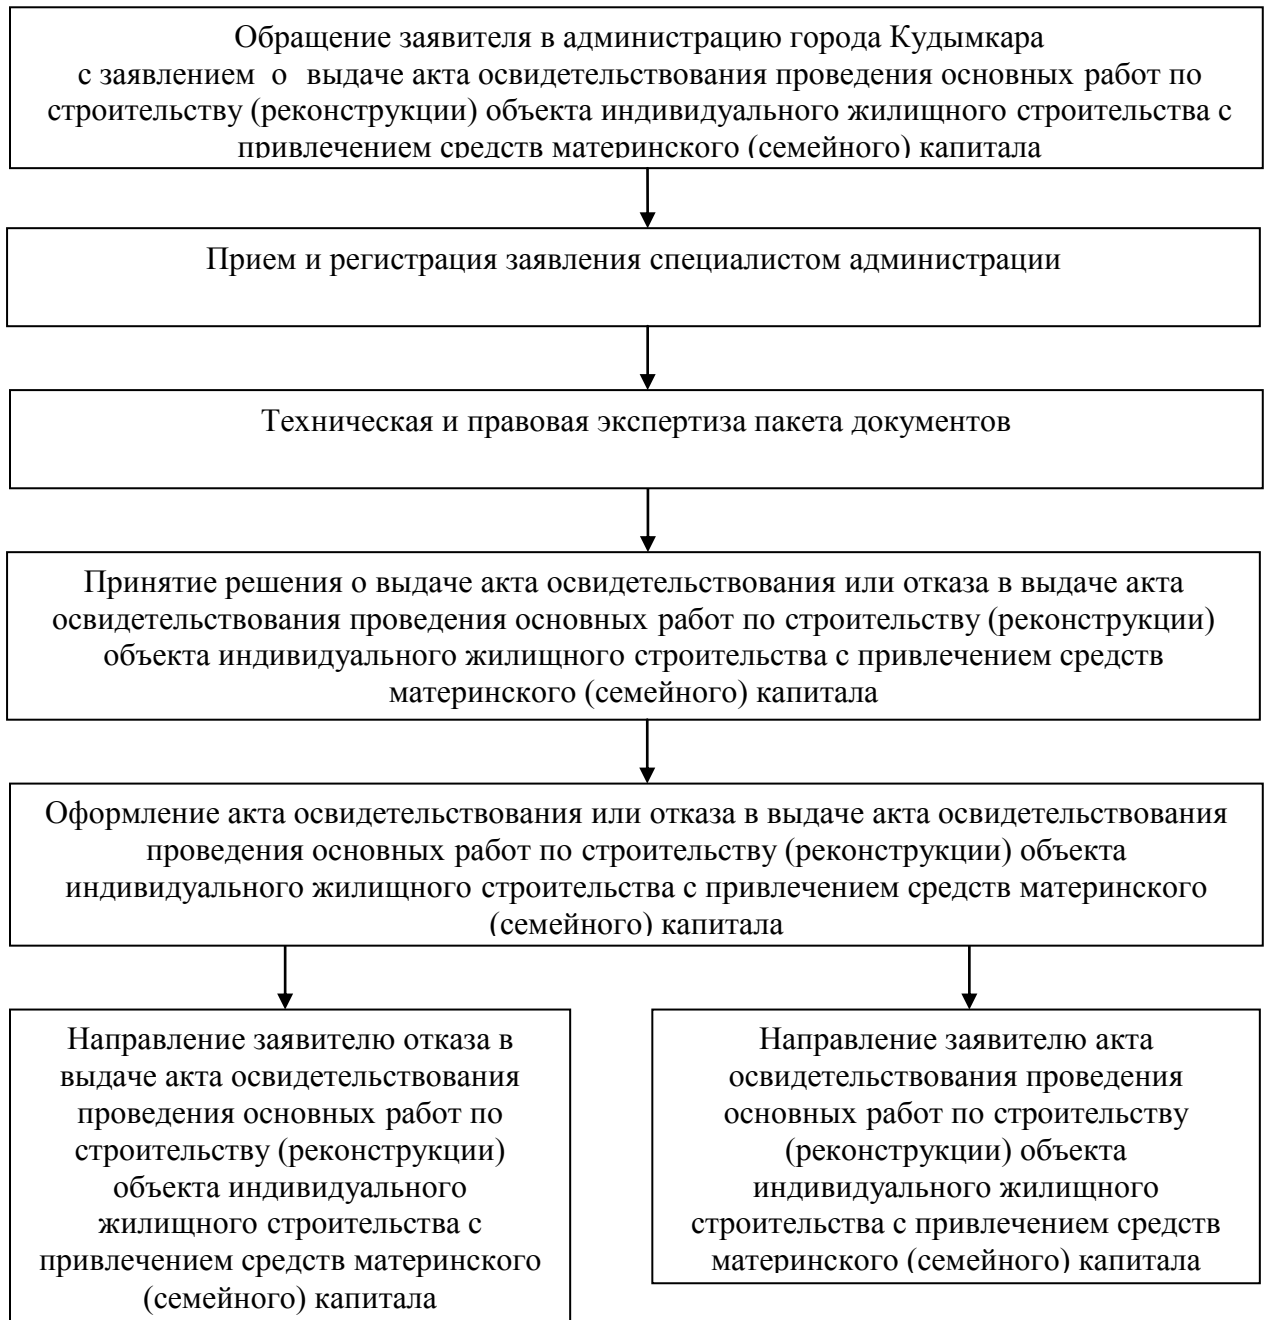 Обращение заявителя в администрацию города Кудымкара
с заявлением о выдаче акта освидетельствования проведения основных работ по
строительству (реконструкции) объекта индивидуального жилищного строительства с
привлечением средств материнского (семейного) капитала
Прием и регистрация заявления специалистом администрации
Техническая и правовая экспертиза пакета документов
Принятие решения о выдаче акта освидетельствования или отказа в выдаче акта
освидетельствования проведения основных работ по строительству (реконструкции)
объекта индивидуального жилищного строительства с привлечением средств
материнского (семейного) капитала
Оформление акта освидетельствования или отказа в выдаче акта освидетельствования
проведения основных работ по строительству (реконструкции) объекта
индивидуального жилищного строительства с привлечением средств материнского
(семейного) капитала
Направление заявителю отказа в
выдаче акта освидетельствования
проведения основных работ по
строительству (реконструкции)
объекта индивидуального
жилищного строительства с
привлечением средств материнского
(семейного) капитала
Направление заявителю акта
освидетельствования проведения
основных работ по строительству
(реконструкции) объекта
индивидуального жилищного
строительства с привлечением средств
материнского (семейного) капитала